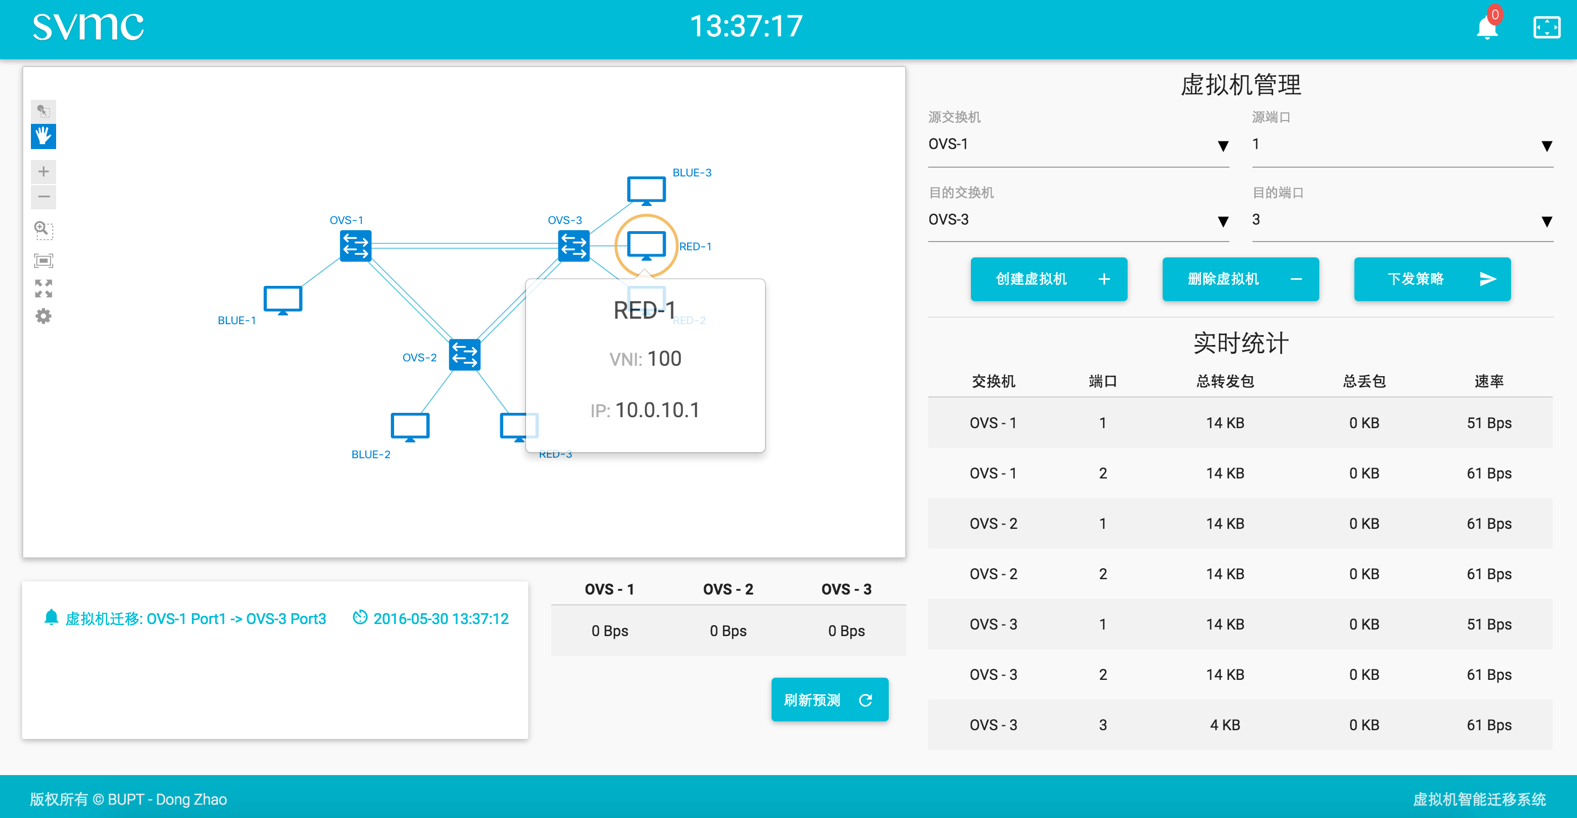 svmc
13:37:17
0
BLUE-3
OVS-1
OVS-3
RED-1
BLUE-1
RED-2
OVS-2
BLUE-2
RED-3
RED-1
VNI: 100
IP: 10.0.10.1
虚拟机迁移: OVS-1 Port1 -> OVS-3 Port3 2016-05-30 13:37:12
OVS - 1 OVS - 2 OVS - 3
0 Bps 0 Bps 0 Bps
刷新预测
虚拟机管理
源交换机 源端口
OVS-1 1
目的交换机 目的端口
OVS-3 3
创建虚拟机 删除虚拟机 下发策略
实时统计
交换机 端口 总转发包 总丢包 速率
OVS - 1 1 14 KB 0 KB 51 Bps
OVS - 1 2 14 KB 0 KB 61 Bps
OVS - 2 1 14 KB 0 KB 61 Bps
OVS - 2 2 14 KB 0 KB 61 Bps
OVS - 3 1 14 KB 0 KB 51 Bps
OVS - 3 2 14 KB 0 KB 61 Bps
OVS - 3 3 4 KB 0 KB 61 Bps
版权所有 © BUPT - Dong Zhao
虚拟机智能迁移系统